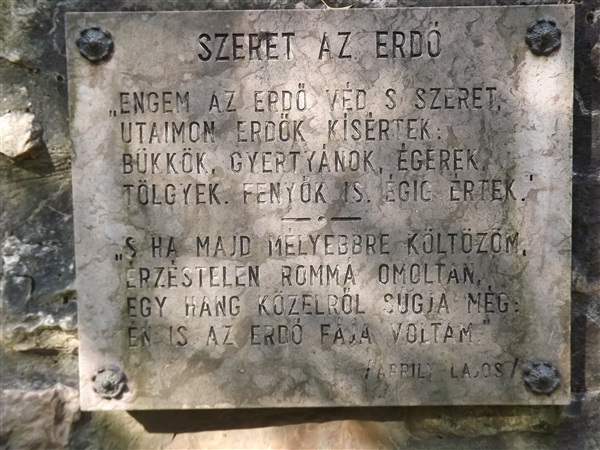 SZERET AZ ERDŐ
„ENGEM AZ ERDŐ VÉD S SZERET,
UTAIMON ERDŐK KÍSÉRTEK:
BÜKKÖK, GYERTYÁNOK, ÉGEREK,
TÖLGYEK. FENYŐK IS. ÉGIG ÉRTEK."
„S HA MAJD MÉLYEBBRE KÖLTÖZÖM,
ÉRZÉSTELEN ROMMÁ OMOLTAN,
EGY HANG KÖZELRŐL SÚGJA MÉG:
ÉN IS AZ ERDŐ FÁJA VOLTAM."
/ÁPRILY LAJOS/